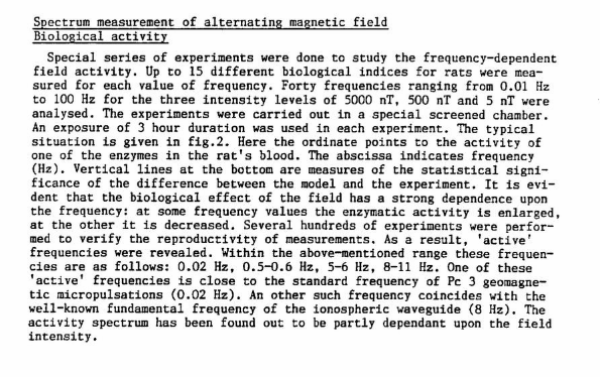 Spectrum measurement of alternating magnetic field
Biological activity
Special series of experiments were done to study the frequency-dependent
field activity. Up to 15 different biological indices for rats were mea-
sured for each value of frequency. Forty frequencies ranging from 0.01 Hz
to 100 Hz for the three intensity levels of 5000 nT, 500 nT and 5 nT were
analysed. The experiments were carried out in a special screened chamber.
An exposure of 3 hour duration was used in each experiment. The typical
situation is given in fig.2. Here the ordinate points to the activity of
one of the enzymes in the rat's blood. The abscissa indicates frequency
(Hz). Vertical lines at the bottom are measures of the statistical signi-
ficance of the difference between the model and the experiment. It is evi-
dent that the biological effect of the field has a strong dependence upon
the frequency: at some frequency values the enzymatic activity is enlarged,
at the other it is decreased. Several hundreds of experiments were perfor-
med to verify the reproductivity of measurements. As a result, 'active'
frequencies were revealed. Within the above-mentioned range these frequen-
cies are as follows: 0.02 Hz, 0.5-0.6 Hz, 5-6 Hz, 8-11 Hz. One of these
'active' frequencies is close to the standard frequency of Pc 3 geomagne-
tic micropulsations (0.02 Hz). An other such frequency coincides with the
well-known fundamental frequency of the ionospheric waveguide (8 Hz). The
activity spectrum has been found out to be partly dependant upon the field
intensity.